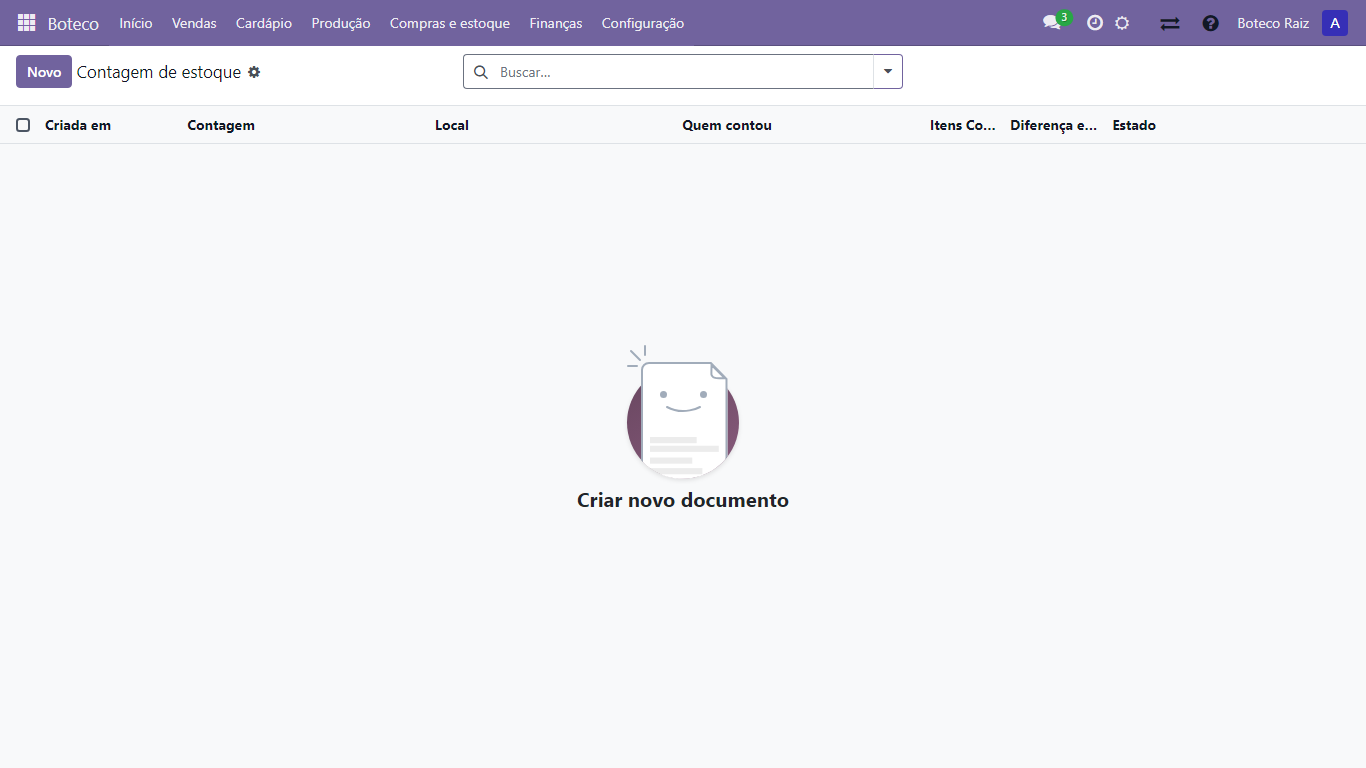 Boteco Início Vendas Cardápio Produção Compras e estoque Finanças Configuração 3 Boteco Raiz A
Novo Contagem de estoque Buscar...
Criada em Contagem Local Quem contou Itens Co... Diferença e... Estado
Criar novo documento